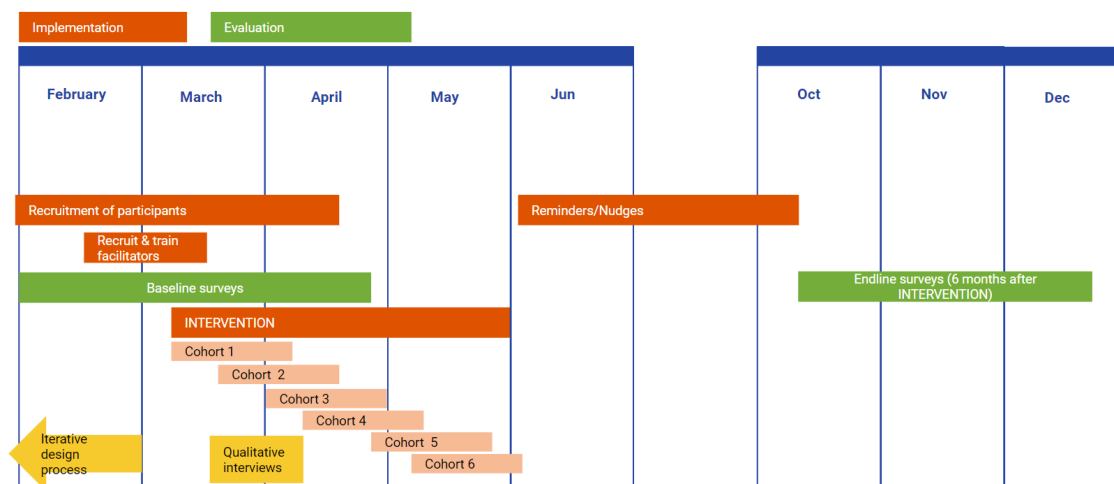 Implementation
Evaluation
February
March
April
May
Jun
Oct
Nov
Dec
Recruitment of participants
Reminders/Nudges
Recruit & train
facilitators
Baseline surveys
Endline surveys (6 months after
INTERVENTION)
INTERVENTION
Cohort 1
Cohort 2
Cohort 3
Cohort 4
Cohort 5
Cohort 6
Iterative
design
process
Qualitative
interviews